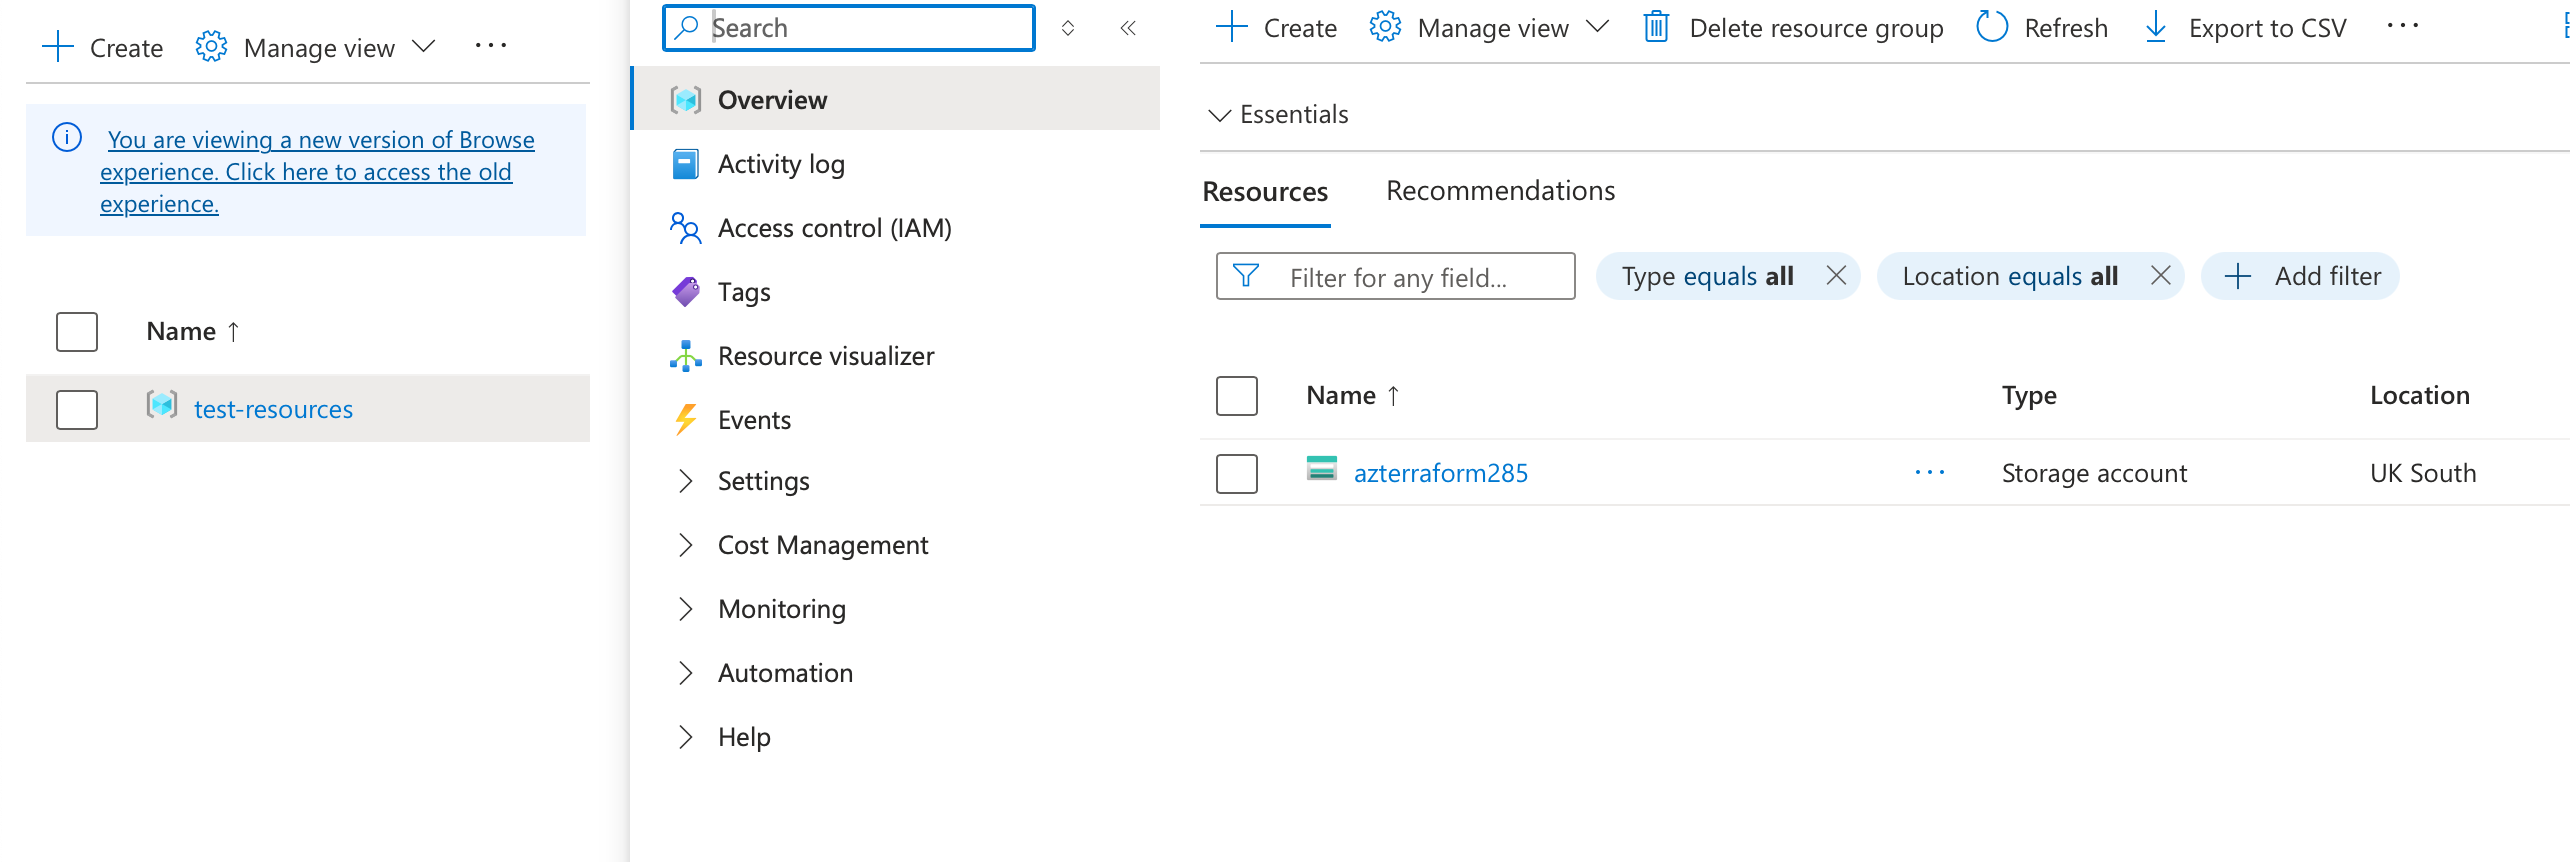 Create Manage view ...
You are viewing a new version of Browse
experience. Click here to access the old
experience.
Name ↑
test-resources
Search
Overview
Activity log
Access control (IAM)
Tags
Resource visualizer
Events
Settings
Cost Management
Monitoring
Automation
Help
Create Manage view Delete resource group Refresh Export to CSV ...
Essentials
Resources Recommendations
Filter for any field... Type equals all Location equals all Add filter
Name ↑ Type Location
azterraform285 ... Storage account UK South